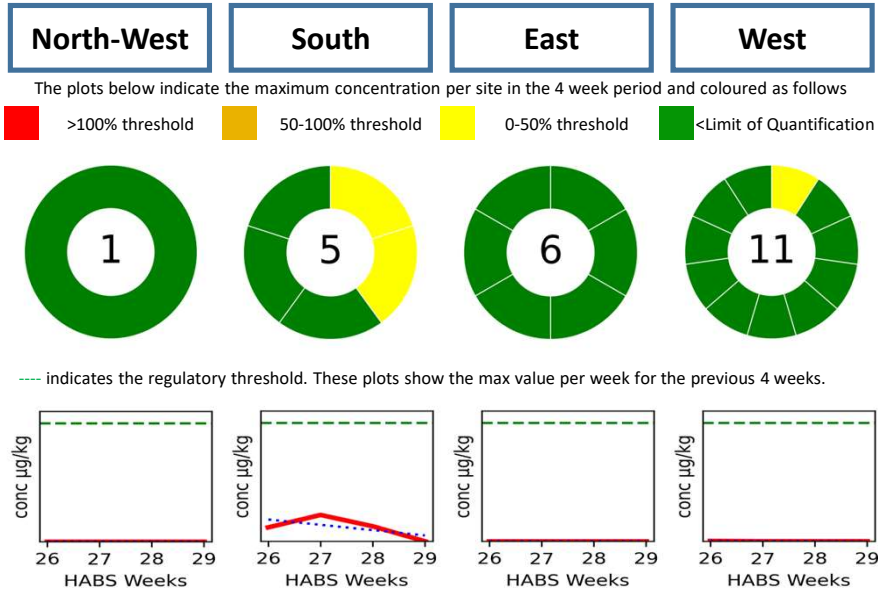 North-West South East West
The plots below indicate the maximum concentration per site in the 4 week period and coloured as follows
>100% threshold 50-100% threshold 0-50% threshold <Limit of Quantification
1 5 6 11
---- indicates the regulatory threshold. These plots show the max value per week for the previous 4 weeks.
conc µg/kg conc µg/kg conc µg/kg conc µg/kg
26 27 28 29 26 27 28 29 26 27 28 29 26 27 28 29
HABS Weeks HABS Weeks HABS Weeks HABS Weeks